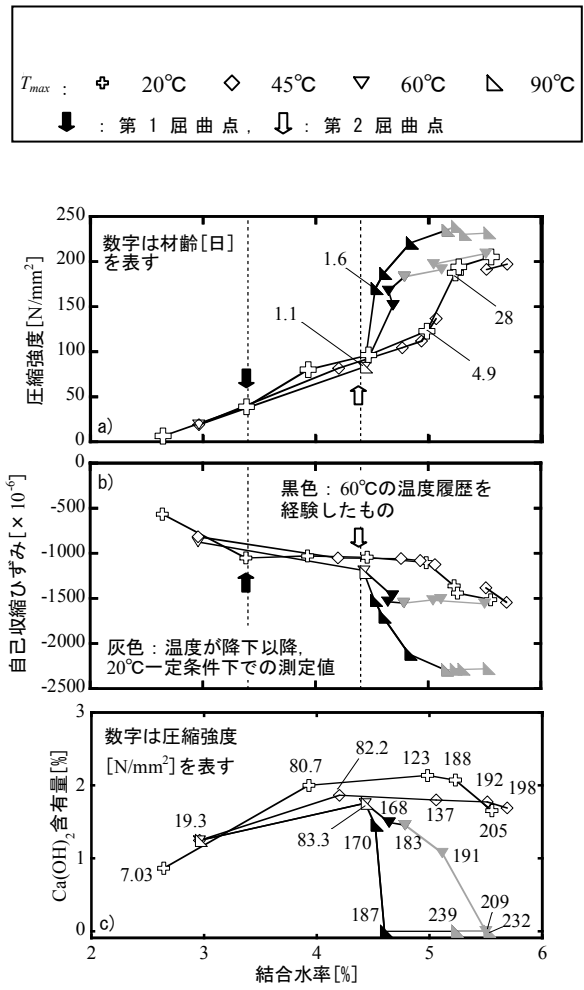 Tmax : 20℃ 45℃ 60℃ 90℃
: 第1屈曲点, : 第2屈曲点
250
200
150
100
50
0
圧縮強度[N/mm²]
数字は材齢[日]
を表す
1.6
1.1
28
4.9
a)
0
-500
-1000
-1500
-2000
-2500
自己収縮ひずみ[×10⁻⁶]
b)
黒色：60℃の温度履歴を
経験したもの
灰色：温度が降下以降,
20℃一定条件下での測定値
3
2
1
0
Ca(OH)₂含有量[%]
数字は圧縮強度
[N/mm²]を表す
82.2
80.7
123
188
192
198
19.3
168
137
205
83.3
170
183
7.03
191
187
239
209
232
c)
2 3 4 5 6
結合水率[%]